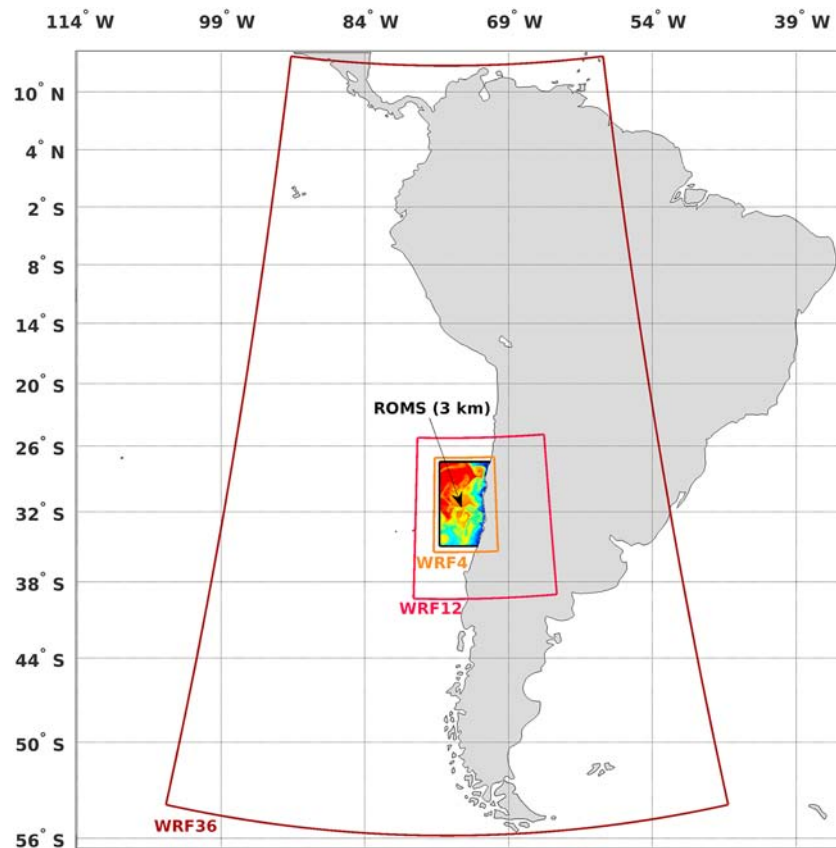 114° W 99° W 84° W 69° W 54° W 39° W
10° N
4° N
2° S
8° S
14° S
20° S
ROMS (3 km)
26° S
32° S
WRF4
38° S
WRF12
44° S
50° S
WRF36
56° S